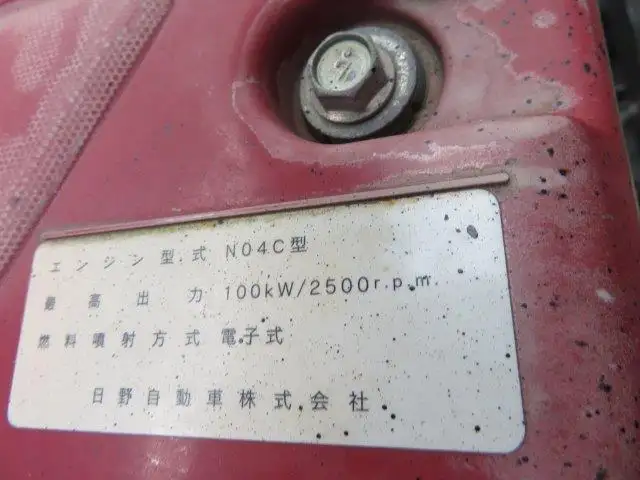 エンジン型式 N04C型
最高出力 100kW/2500r.p.m.
燃料噴射方式 電子式
日野自動車株式会社